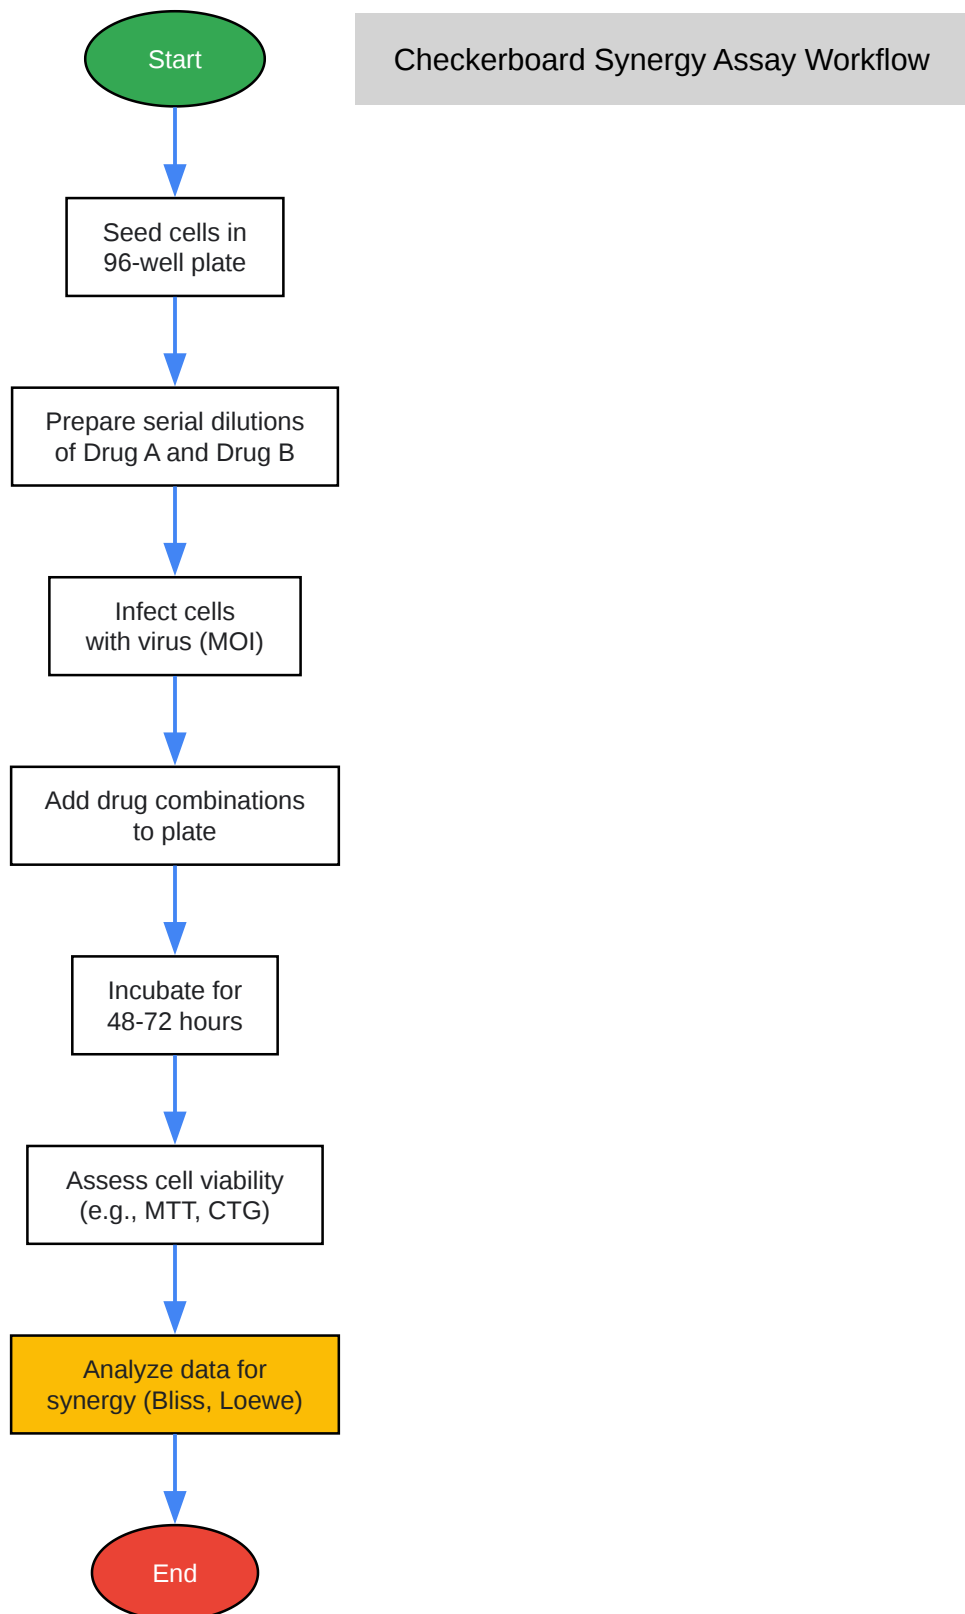 Start
Checkerboard Synergy Assay Workflow
Seed cells in
96-well plate
Prepare serial dilutions
of Drug A and Drug B
Infect cells
with virus (MOI)
Add drug combinations
to plate
Incubate for
48-72 hours
Assess cell viability
(e.g., MTT, CTG)
Analyze data for
synergy (Bliss, Loewe)
End